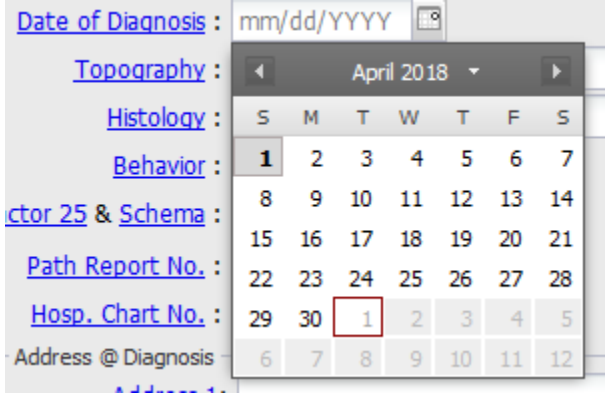 Date of Diagnosis : mm/dd/YYYY
Topography : April 2018
Histology : S M T W T F S
1 2 3 4 5 6 7
Behavior :
8 9 10 11 12 13 14
ctor 25 & Schema :
15 16 17 18 19 20 21
Path Report No. :
22 23 24 25 26 27 28
Hosp. Chart No. : 29 30 1 2 3 4 5
Address @ Diagnosis
6 7 8 9 10 11 12
Address 1: